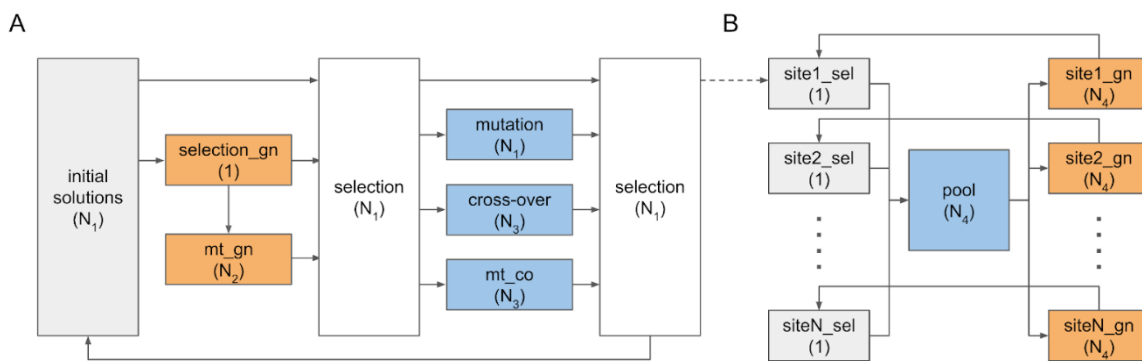 A
initial
solutions
(N₁)
selection_gn
(1)
mt_gn
(N₂)
selection
(N₁)
mutation
(N₁)
cross-over
(N₃)
mt_co
(N₃)
selection
(N₁)
B
site1_sel
(1)
site2_sel
(1)
siteN_sel
(1)
pool
(N₄)
site1_gn
(N₄)
site2_gn
(N₄)
siteN_gn
(N₄)